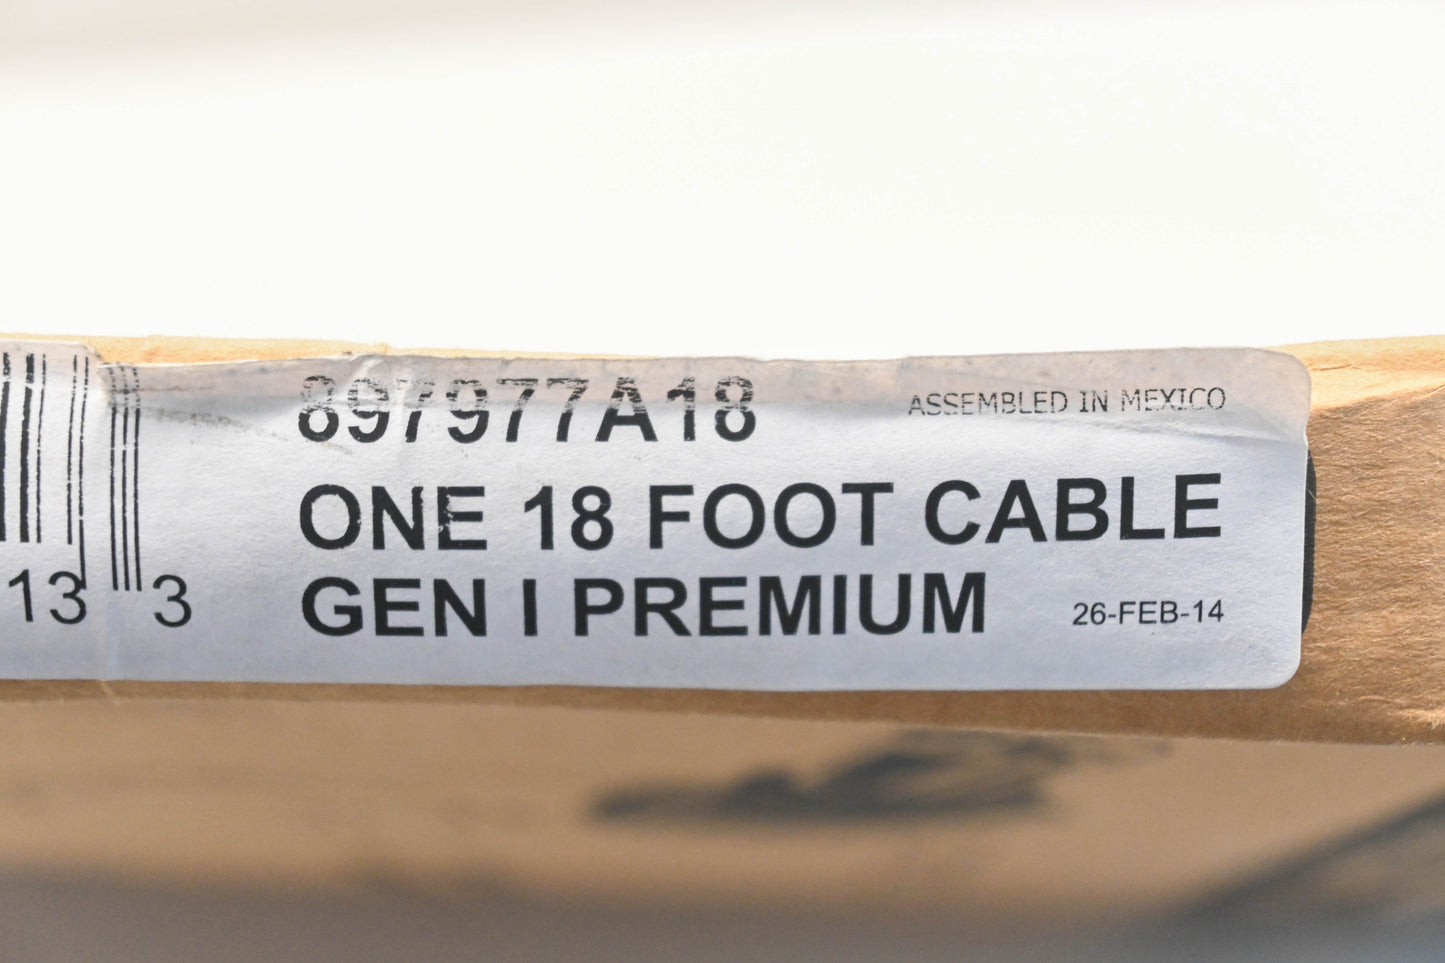 897977A18
ASSEMBLED IN MEXICO
ONE 18 FOOT CABLE
GEN I PREMIUM
26-FEB-14
13 3